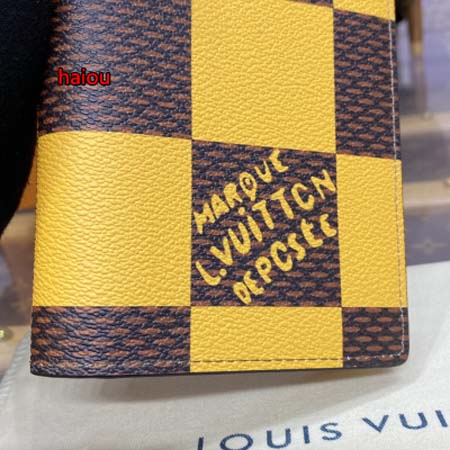 haiou
MARQUE
L.VUiTTON
DEPOSEE
LOUIS VUI